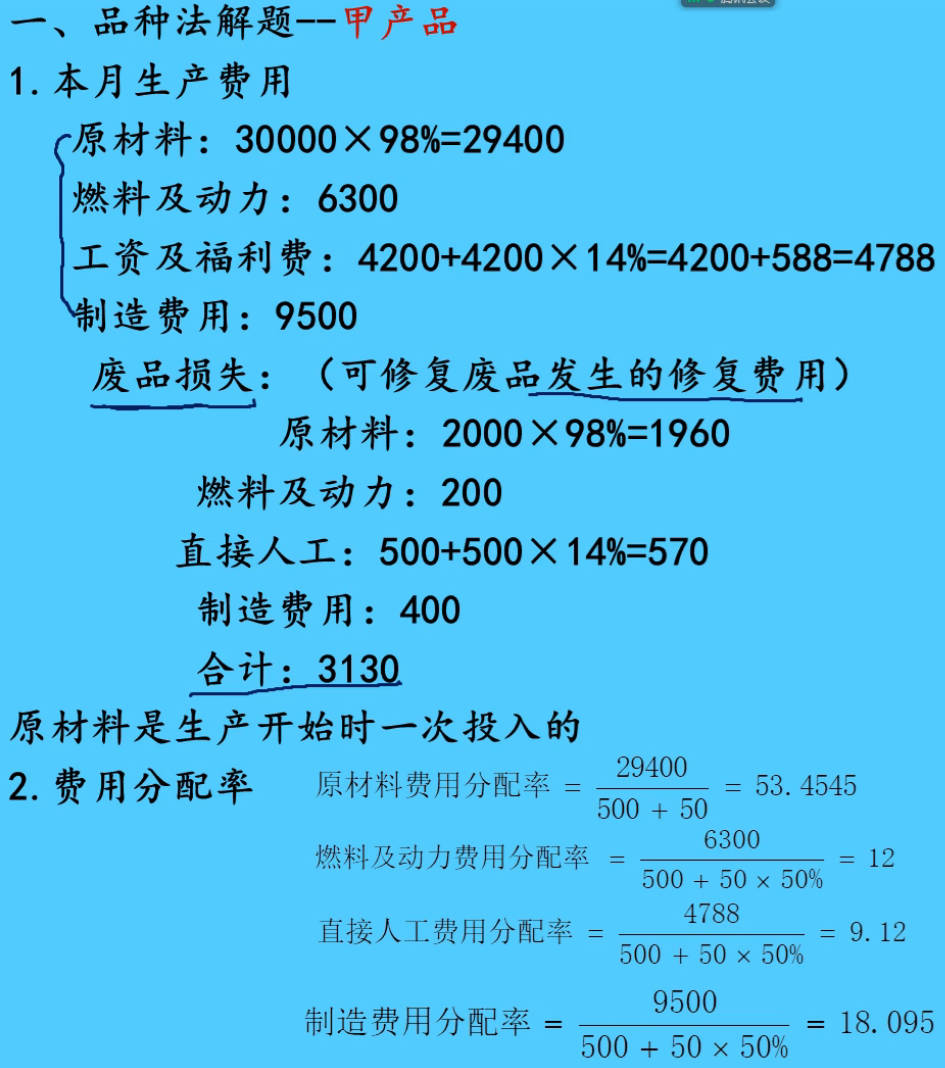 一、品种法解题--甲产品
1.本月生产费用
原材料：30000×98%=29400
燃料及动力：6300
工资及福利费：4200+4200×14%=4200+588=4788
制造费用：9500
废品损失：（可修复废品发生的修复费用）
原材料：2000×98%=1960
燃料及动力：200
直接人工：500+500×14%=570
制造费用：400
合计：3130
原材料是生产开始时一次投入的
2.费用分配率
原材料费用分配率 = 29400 / (500 + 50) = 53.4545
燃料及动力费用分配率 = 6300 / (500 + 50 × 50%) = 12
直接人工费用分配率 = 4788 / (500 + 50 × 50%) = 9.12
制造费用分配率 = 9500 / (500 + 50 × 50%) = 18.095